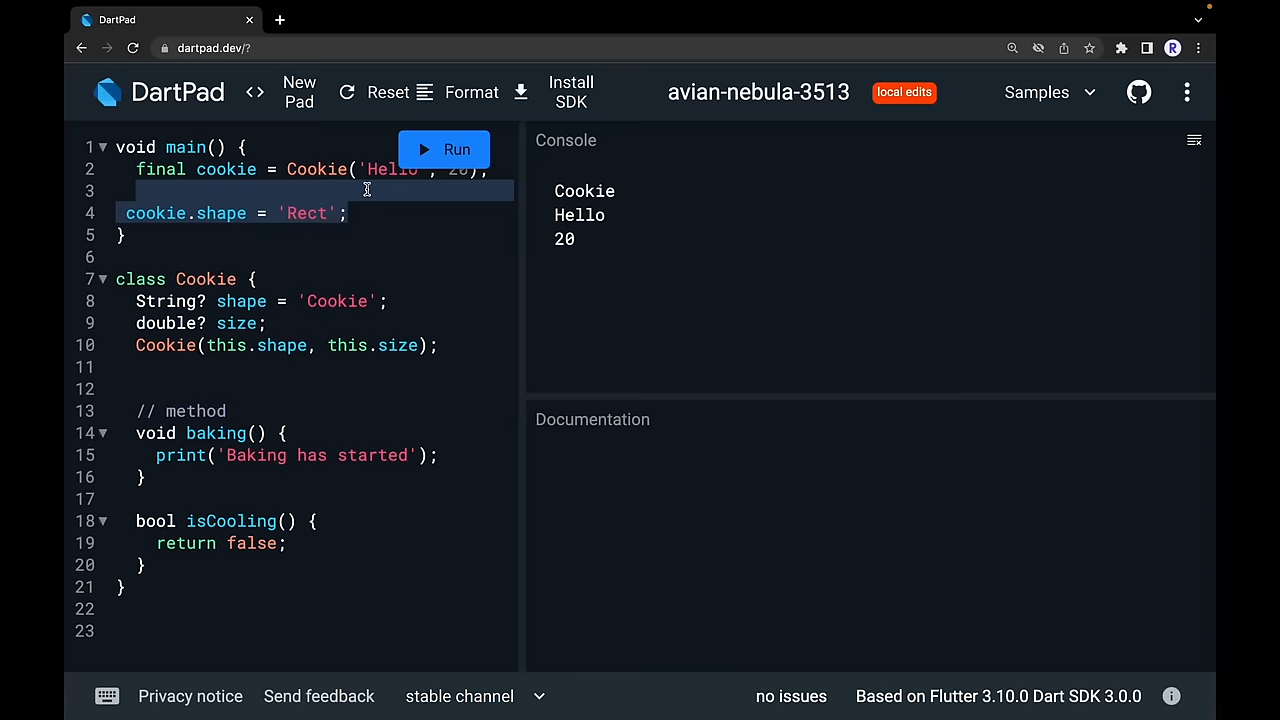 DartPad
dartpad.dev/?
R
DartPad
<>
New Pad
Reset
Format
Install SDK
avian-nebula-3513
local edits
Samples
Run
1 void main() {
2 final cookie = Cookie('Hello', 20);
3
4 cookie.shape = 'Rect';
5 }
6
7 class Cookie {
8 String? shape = 'Cookie';
9 double? size;
10 Cookie(this.shape, this.size);
11
12
13 // method
14 void baking() {
15 print('Baking has started');
16 }
17
18 bool isCooling() {
19 return false;
20 }
21 }
22
23
Console
Cookie
Hello
20
Documentation
Privacy notice
Send feedback
stable channel
no issues
Based on Flutter 3.10.0 Dart SDK 3.0.0